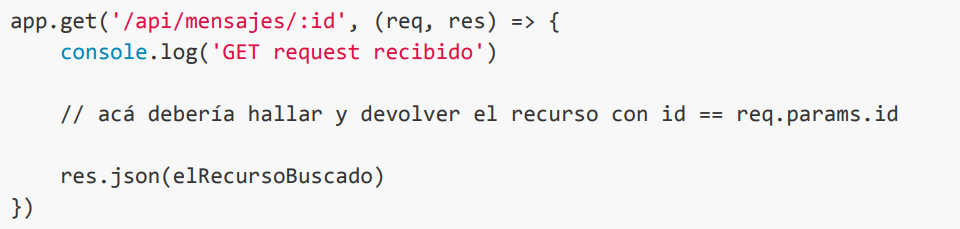 app.get('/api/mensajes/:id', (req, res) => {
    console.log('GET request recibido')
    // acá debería hallar y devolver el recurso con id == req.params.id
    res.json(elRecursoBuscado)
})